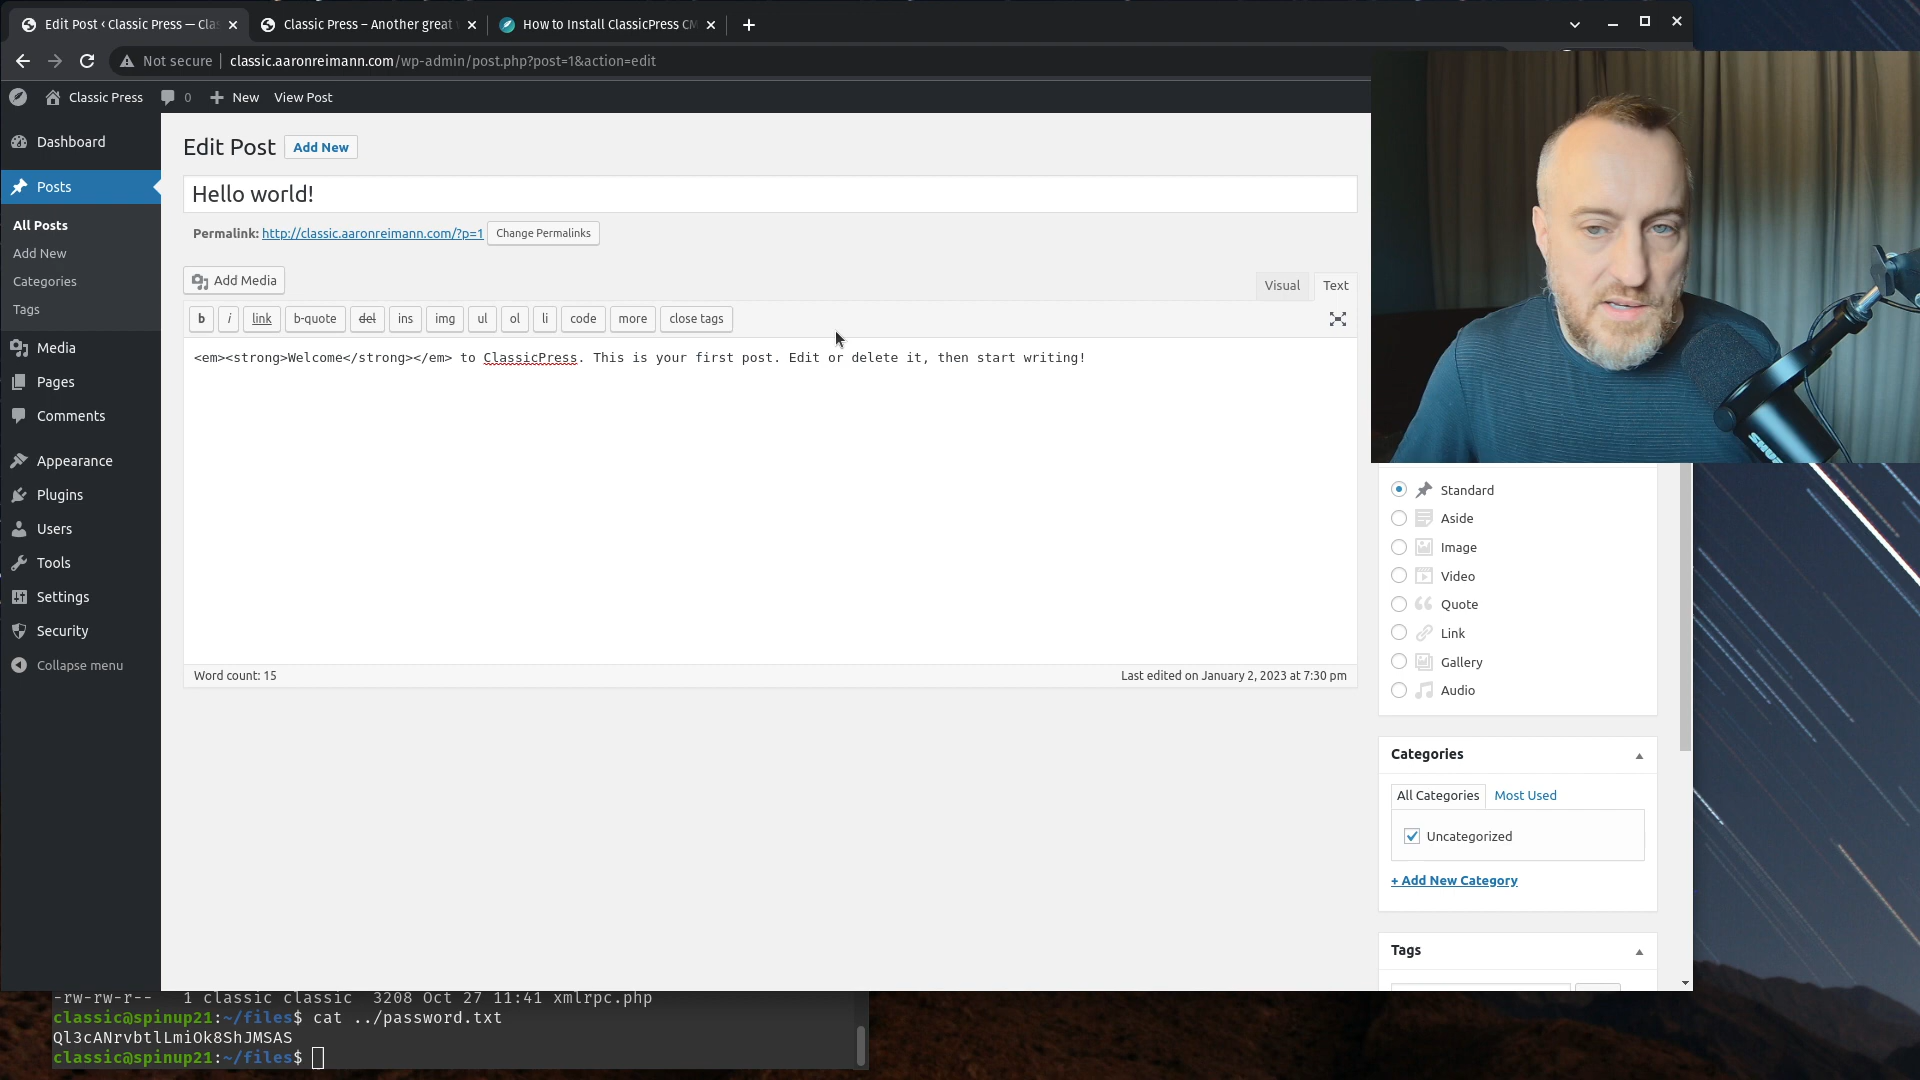 Edit Post ‹ Classic Press — Cla
Classic Press – Another great
How to Install ClassicPress CM
Not secure
classic.aaronreimann.com/wp-admin/post.php?post=1&action=edit
Classic Press
0
New
View Post
Dashboard
Posts
All Posts
Add New
Categories
Tags
Media
Pages
Comments
Appearance
Plugins
Users
Tools
Settings
Security
Collapse menu
Edit Post
Add New
Hello world!
Permalink: http://classic.aaronreimann.com/?p=1 Change Permalinks
Add Media
Visual
Text
b
i
link
b-quote
del
ins
img
ul
ol
li
code
more
close tags
<em><strong>Welcome</strong></em> to ClassicPress. This is your first post. Edit or delete it, then start writing!
Word count: 15
Last edited on January 2, 2023 at 7:30 pm
Standard
Aside
Image
Video
Quote
Link
Gallery
Audio
Categories
All Categories
Most Used
Uncategorized
+ Add New Category
Tags
-rw-rw-r-- 1 classic classic 3208 Oct 27 11:41 xmlrpc.php
classic@spinup21:~/files$ cat ../password.txt
Ql3cANrvbtlLmiOk8ShJMSAS
classic@spinup21:~/files$